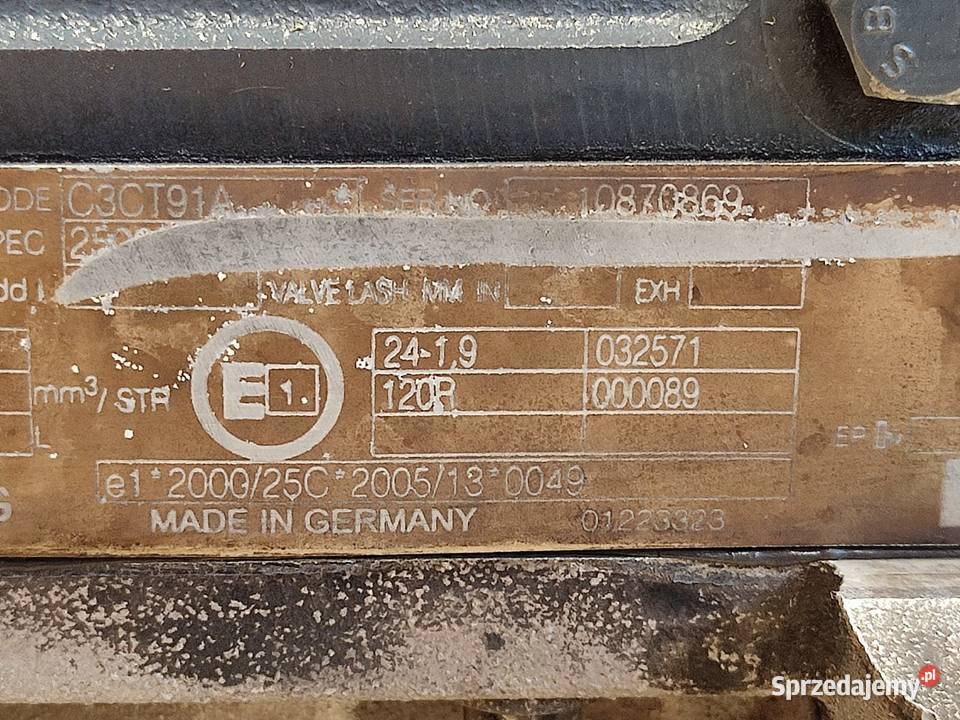 B
S
ODE C3CT91A SER NO 10870869
PEC
VALVE LASH MM IN EXH
24-1,9 032571
mm³/ STR E 1. 120R 000089
EP
e1*2000/25C*2005/13*0049
MADE IN GERMANY 01223323
Sprzedajemy.pl